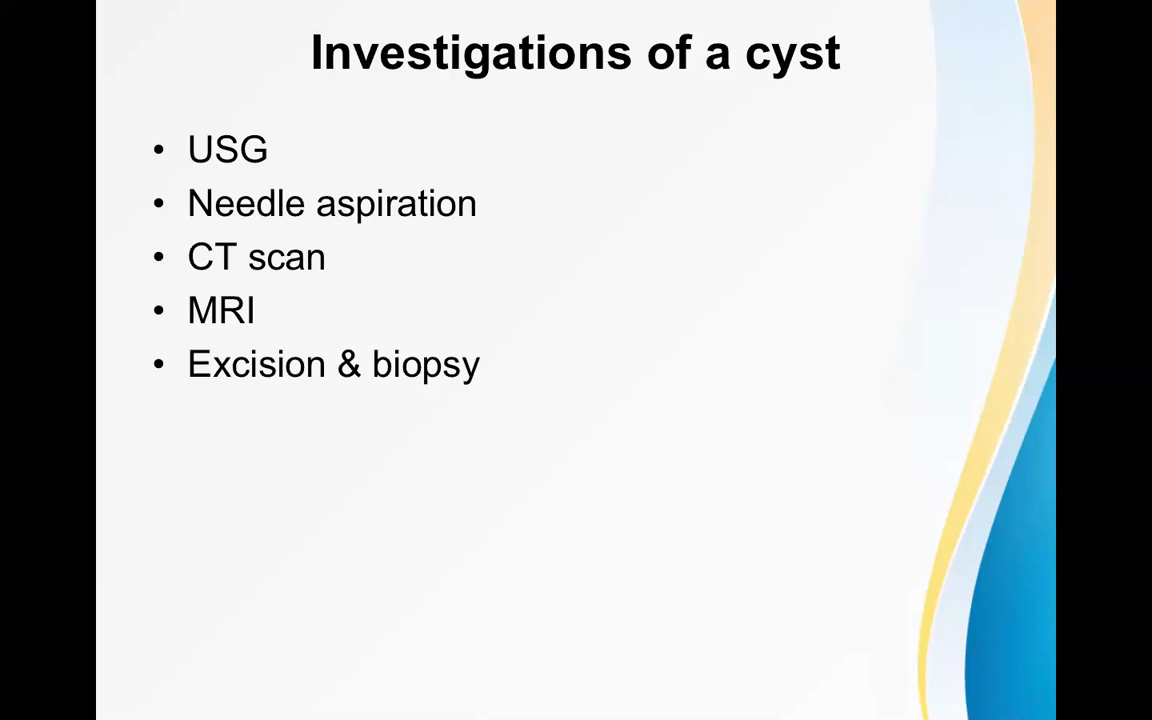 Investigations of a cyst
• USG
• Needle aspiration
• CT scan
• MRI
• Excision & biopsy